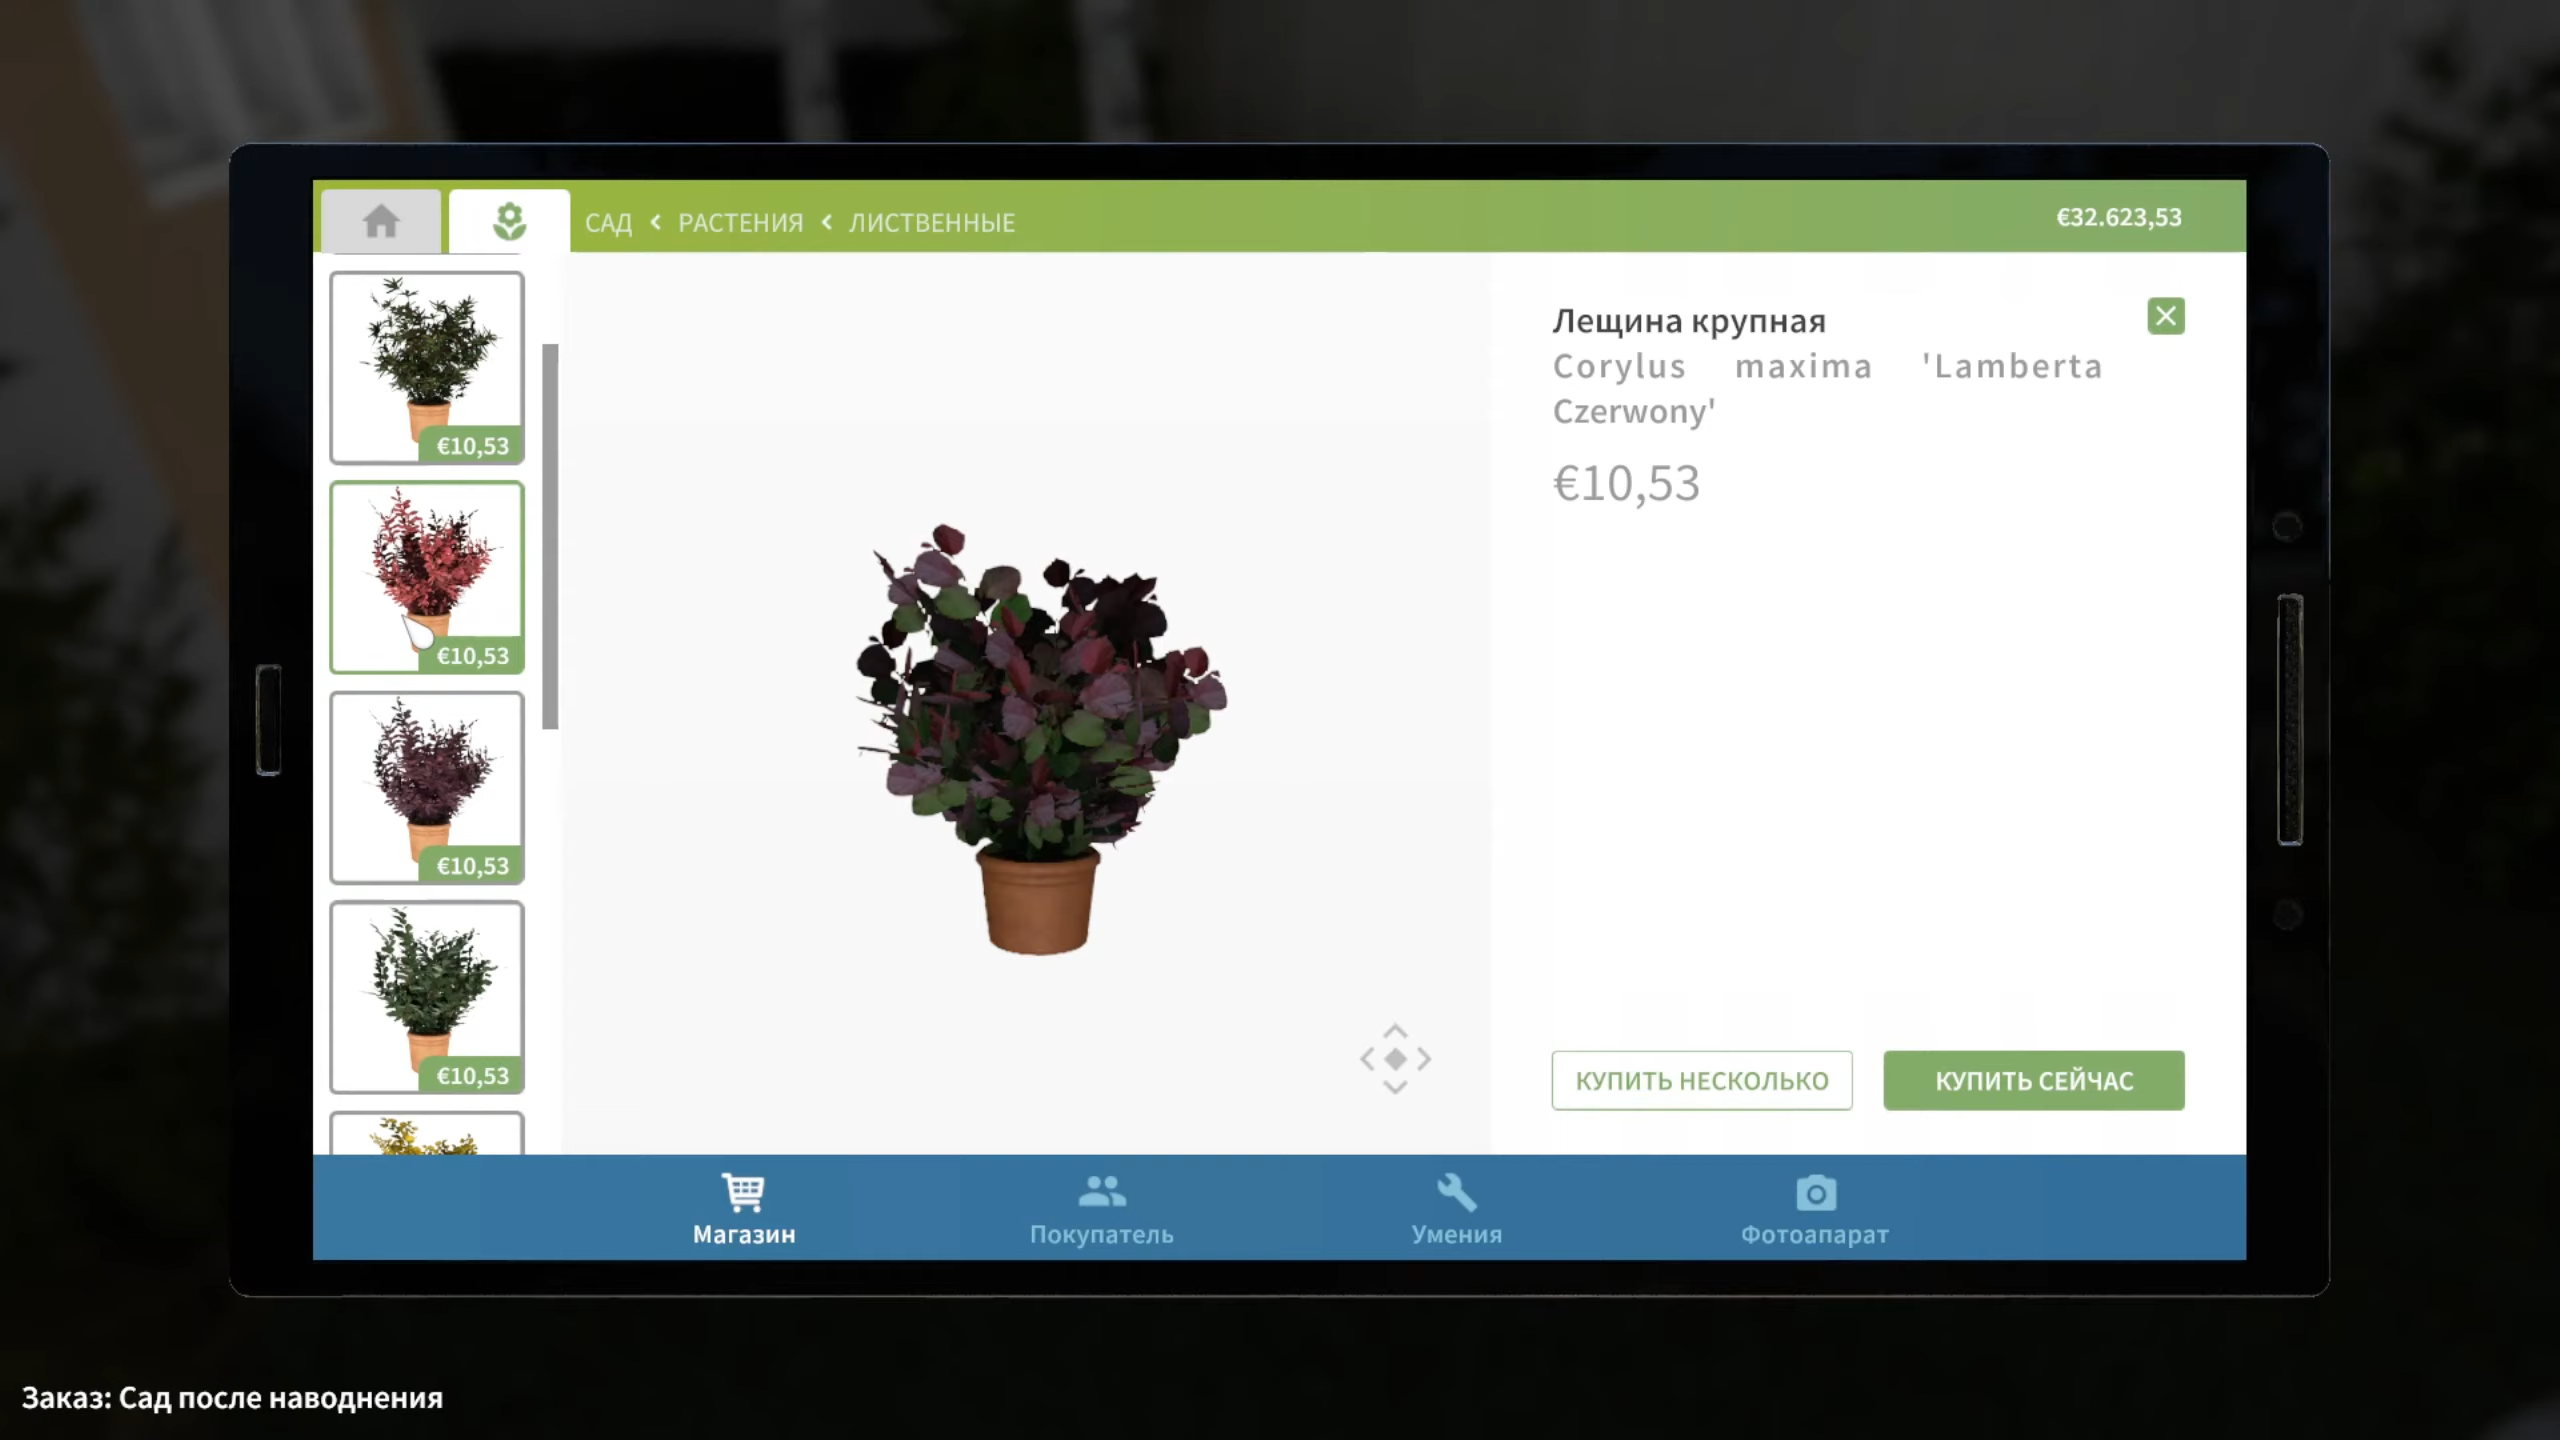 САД < РАСТЕНИЯ < ЛИСТВЕННЫЕ
€32.623,53
€10,53
€10,53
€10,53
€10,53
Лещина крупная
Corylus maxima 'Lamberta
Czerwony'
€10,53
КУПИТЬ НЕСКОЛЬКО
КУПИТЬ СЕЙЧАС
Магазин
Покупатель
Умения
Фотоапарат
Заказ: Сад после наводнения